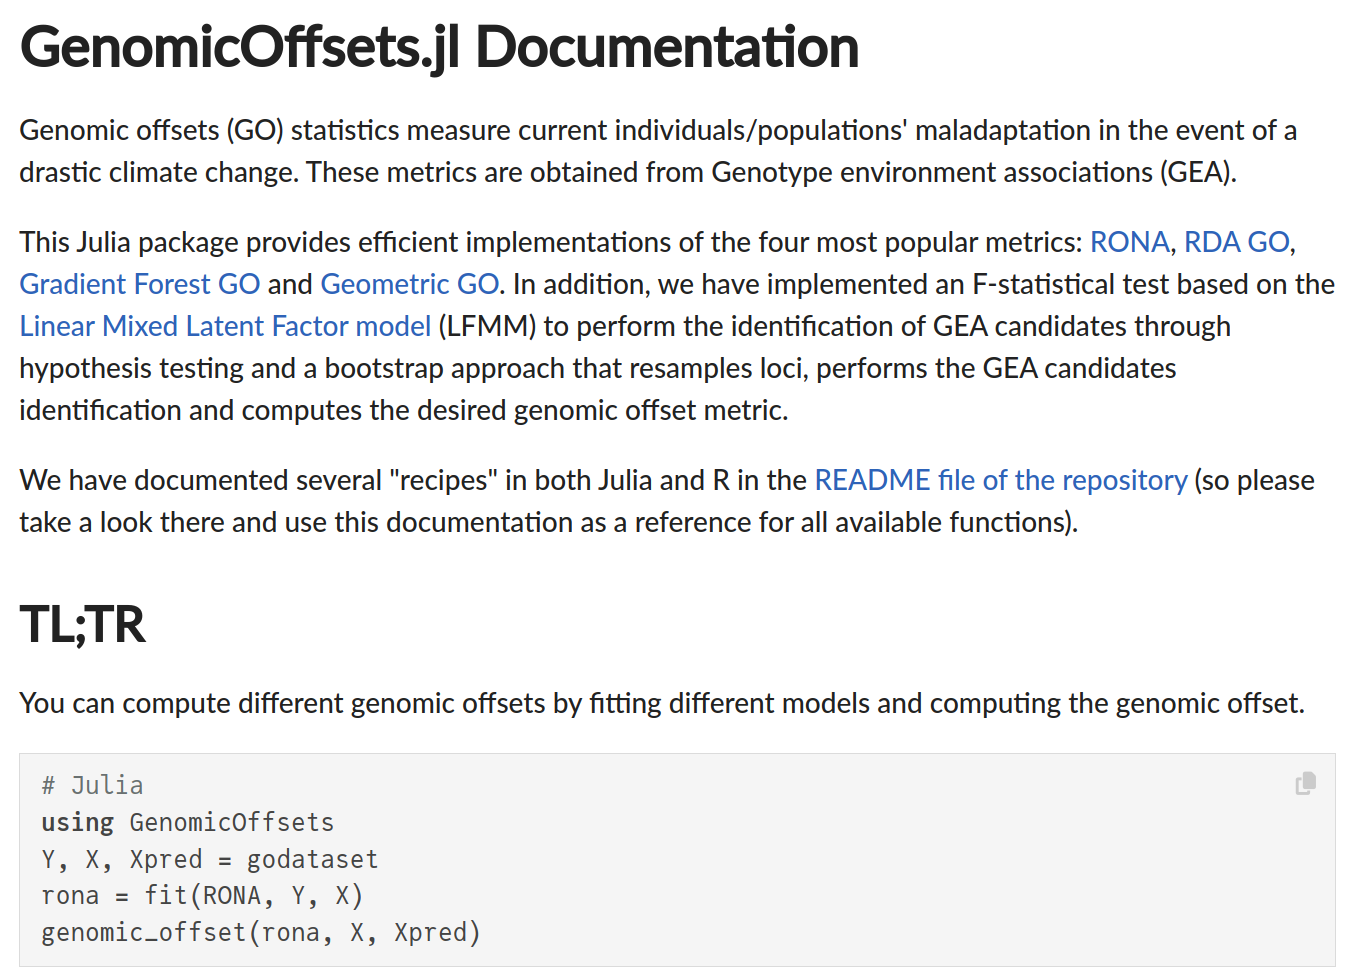 GenomicOffsets.jl Documentation
Genomic offsets (GO) statistics measure current individuals/populations' maladaptation in the event of a
drastic climate change. These metrics are obtained from Genotype environment associations (GEA).
This Julia package provides efficient implementations of the four most popular metrics: RONA, RDA GO,
Gradient Forest GO and Geometric GO. In addition, we have implemented an F-statistical test based on the
Linear Mixed Latent Factor model (LFMM) to perform the identification of GEA candidates through
hypothesis testing and a bootstrap approach that resamples loci, performs the GEA candidates
identification and computes the desired genomic offset metric.
We have documented several "recipes" in both Julia and R in the README file of the repository (so please
take a look there and use this documentation as a reference for all available functions).
TL;TR
You can compute different genomic offsets by fitting different models and computing the genomic offset.
# Julia
using GenomicOffsets
Y, X, Xpred = godataset
rona = fit(RONA, Y, X)
genomic_offset(rona, X, Xpred)